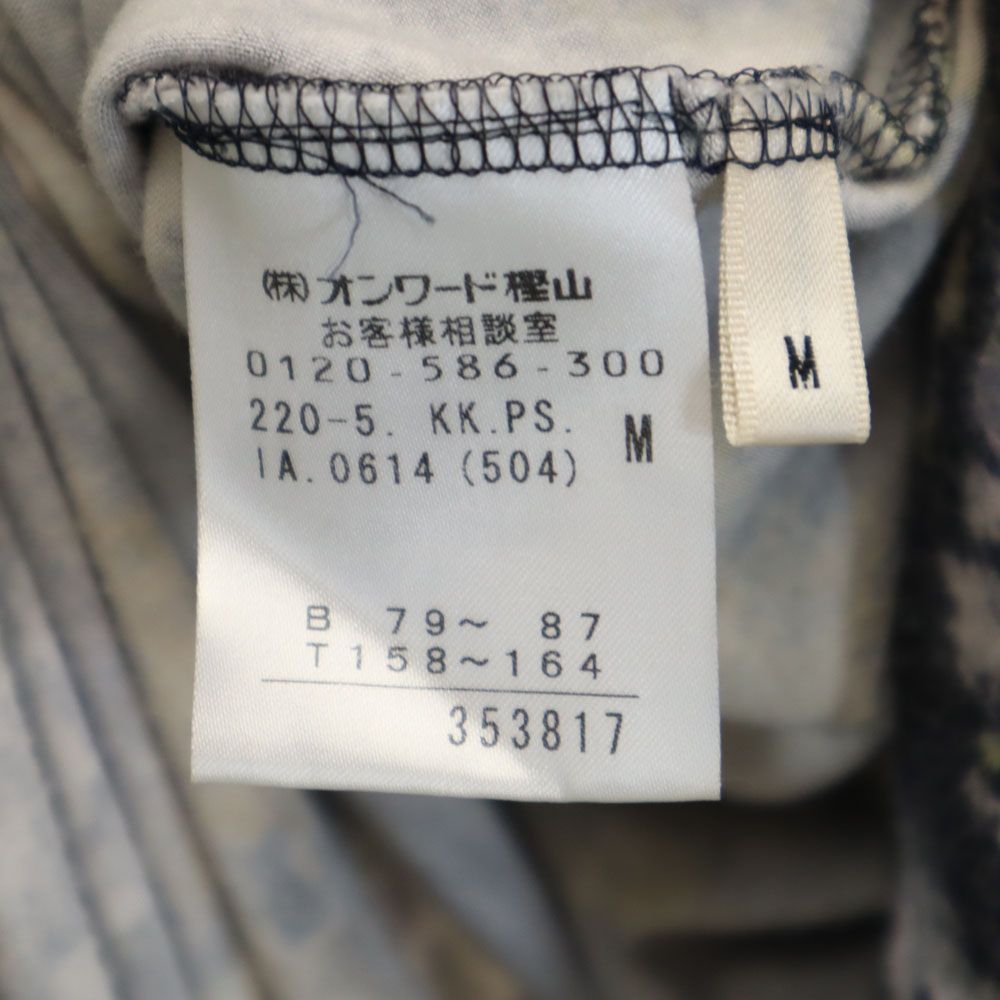 (株)オンワード樫山
お客様相談室
0120-586-300
220-5. KK.PS.
IA.0614 (504)
M
B 79~ 87
T158~164
353817
M